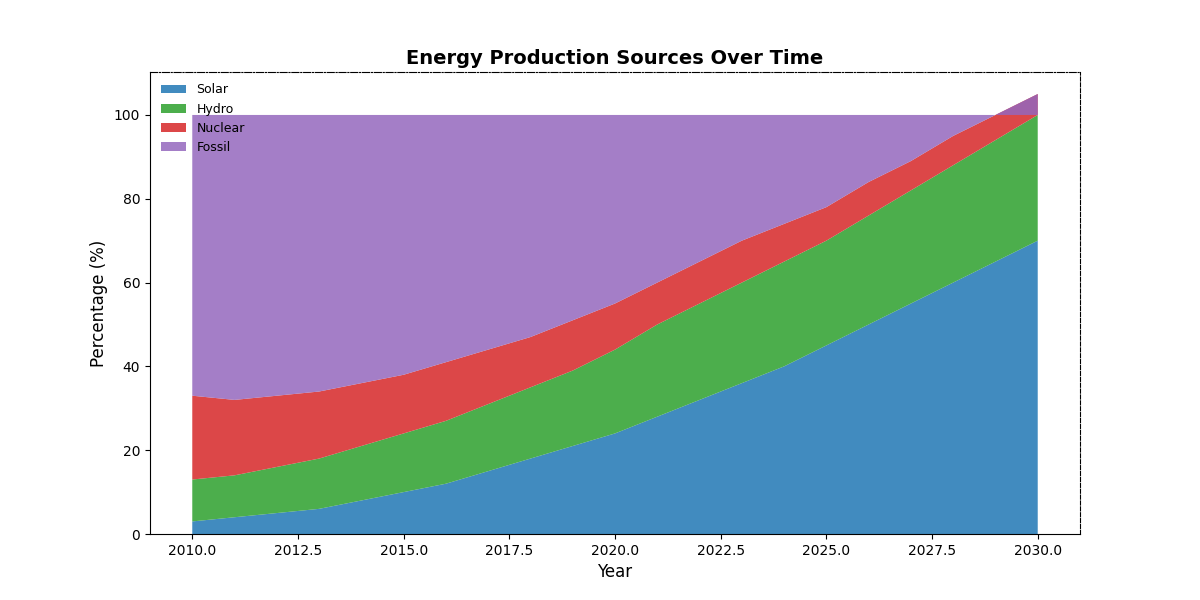 Energy Production Sources Over Time
Solar
Hydro
Nuclear
Fossil
100
80
60
40
20
0
Percentage (%)
2010.0 2012.5 2015.0 2017.5 2020.0 2022.5 2025.0 2027.5 2030.0
Year